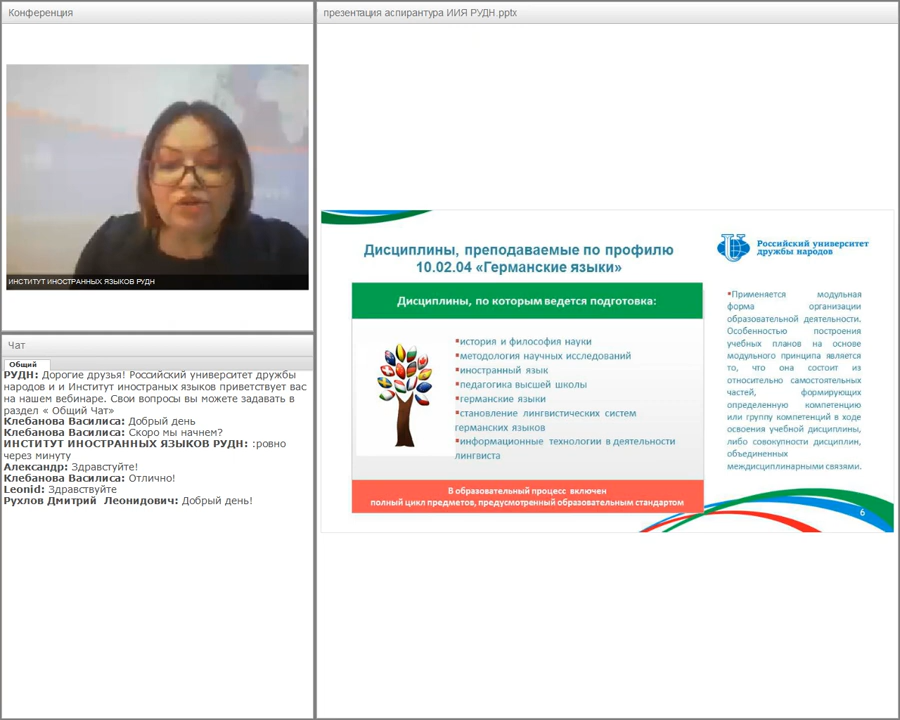 Конференция
ИНСТИТУТ ИНОСТРАННЫХ ЯЗЫКОВ РУДН
Чат
Общий
РУДН: Дорогие друзья! Российский университет дружбы
народов и и Институт иностраных языков приветствует вас
на нашем вебинаре. Свои вопросы вы можете задавать в
раздел « Общий Чат»
Клебанова Василиса: Добрый день
Клебанова Василиса: Скоро мы начнем?
ИНСТИТУТ ИНОСТРАННЫХ ЯЗЫКОВ РУДН: :ровно
через минуту
Александр: Здравстуйте!
Клебанова Василиса: Отлично!
Leonid: Здравствуйте
Рухлов Дмитрий Леонидович: Добрый день!
презентация аспирантура ИИЯ РУДН.pptx
Дисциплины, преподаваемые по профилю
10.02.04 «Германские языки»
Российский университет
дружбы народов
Дисциплины, по которым ведется подготовка:
▪история и философия науки
▪методология научных исследований
▪иностранный язык
▪педагогика высшей школы
▪германские языки
▪становление лингвистических систем
германских языков
▪информационные технологии в деятельности
лингвиста
В образовательный процесс включен
полный цикл предметов, предусмотренный образовательным стандартом
▪Применяется модульная
форма организации
образовательной деятельности.
Особенностью построения
учебных планов на основе
модульного принципа является
то, что она состоит из
относительно самостоятельных
частей, формирующих
определенную компетенцию
или группу компетенций в ходе
освоения учебной дисциплины,
либо совокупности дисциплин,
объединенных
междисциплинарными связями.
6